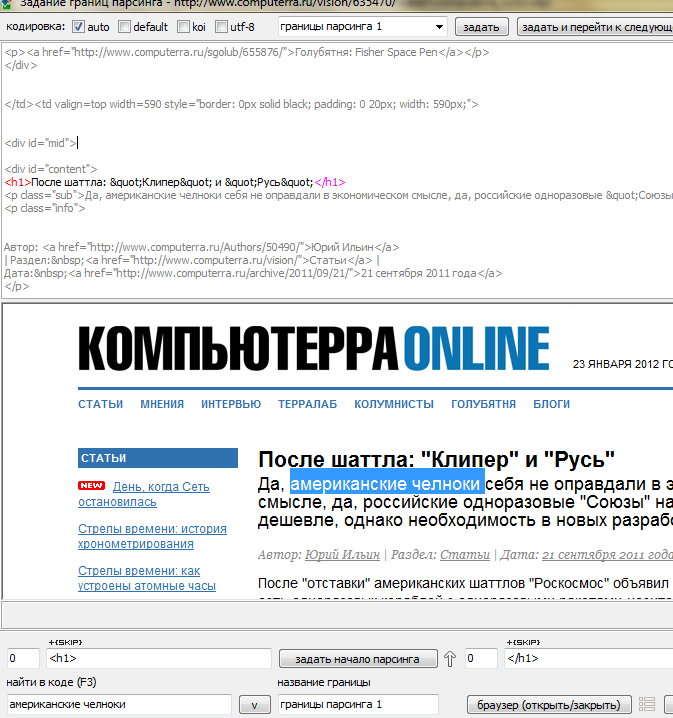 Задание границ парсинга - http://www.computerra.ru/vision/635470/
кодировка: auto default koi utf-8 границы парсинга 1 задать задать и перейти к следующ
<p><a href="http://www.computerra.ru/sgolub/655876/">Голубятня: Fisher Space Pen</a></p>
</div>
</td><td valign=top width=590 style="border: 0px solid black; padding: 0 20px; width: 590px;">
<div id="mid">
<div id="content">
<h1>После шаттла: &quot;Клипер&quot; и &quot;Русь&quot;</h1>
<p class="sub">Да, американские челноки себя не оправдали в экономическом смысле, да, российские одноразовые &quot;Союзы
<p class="info">
Автор: <a href="http://www.computerra.ru/Authors/50490/">Юрий Ильин</a>
| Раздел:&nbsp;<a href="http://www.computerra.ru/vision/">Статьи</a> |
Дата:&nbsp;<a href="http://www.computerra.ru/archive/2011/09/21/">21 сентября 2011 года</a>
</p>
КОМПЬЮТЕРРА ONLINE
23 ЯНВАРЯ 2012 ГО
СТАТЬИ МНЕНИЯ ИНТЕРВЬЮ ТЕРРАЛАБ КОЛУМНИСТЫ ГОЛУБЯТНЯ БЛОГИ
СТАТЬИ
NEW День, когда Сеть
остановилась
Стрелы времени: история
хронометрирования
Стрелы времени: как
устроены атомные часы
После шаттла: "Клипер" и "Русь"
Да, американские челноки себя не оправдали в э
смысле, да, российские одноразовые "Союзы" на
дешевле, однако необходимость в новых разрабо
Автор: Юрий Ильин | Раздел: Статьи | Дата: 21 сентября 2011 года
После "отставки" американских шаттлов "Роскосмос" объявил
+{SKIP} +{SKIP}
0 <h1> задать начало парсинга 0 </h1>
найти в коде (F3) название границы
американские челноки v границы парсинга 1 браузер (открыть/закрыть)